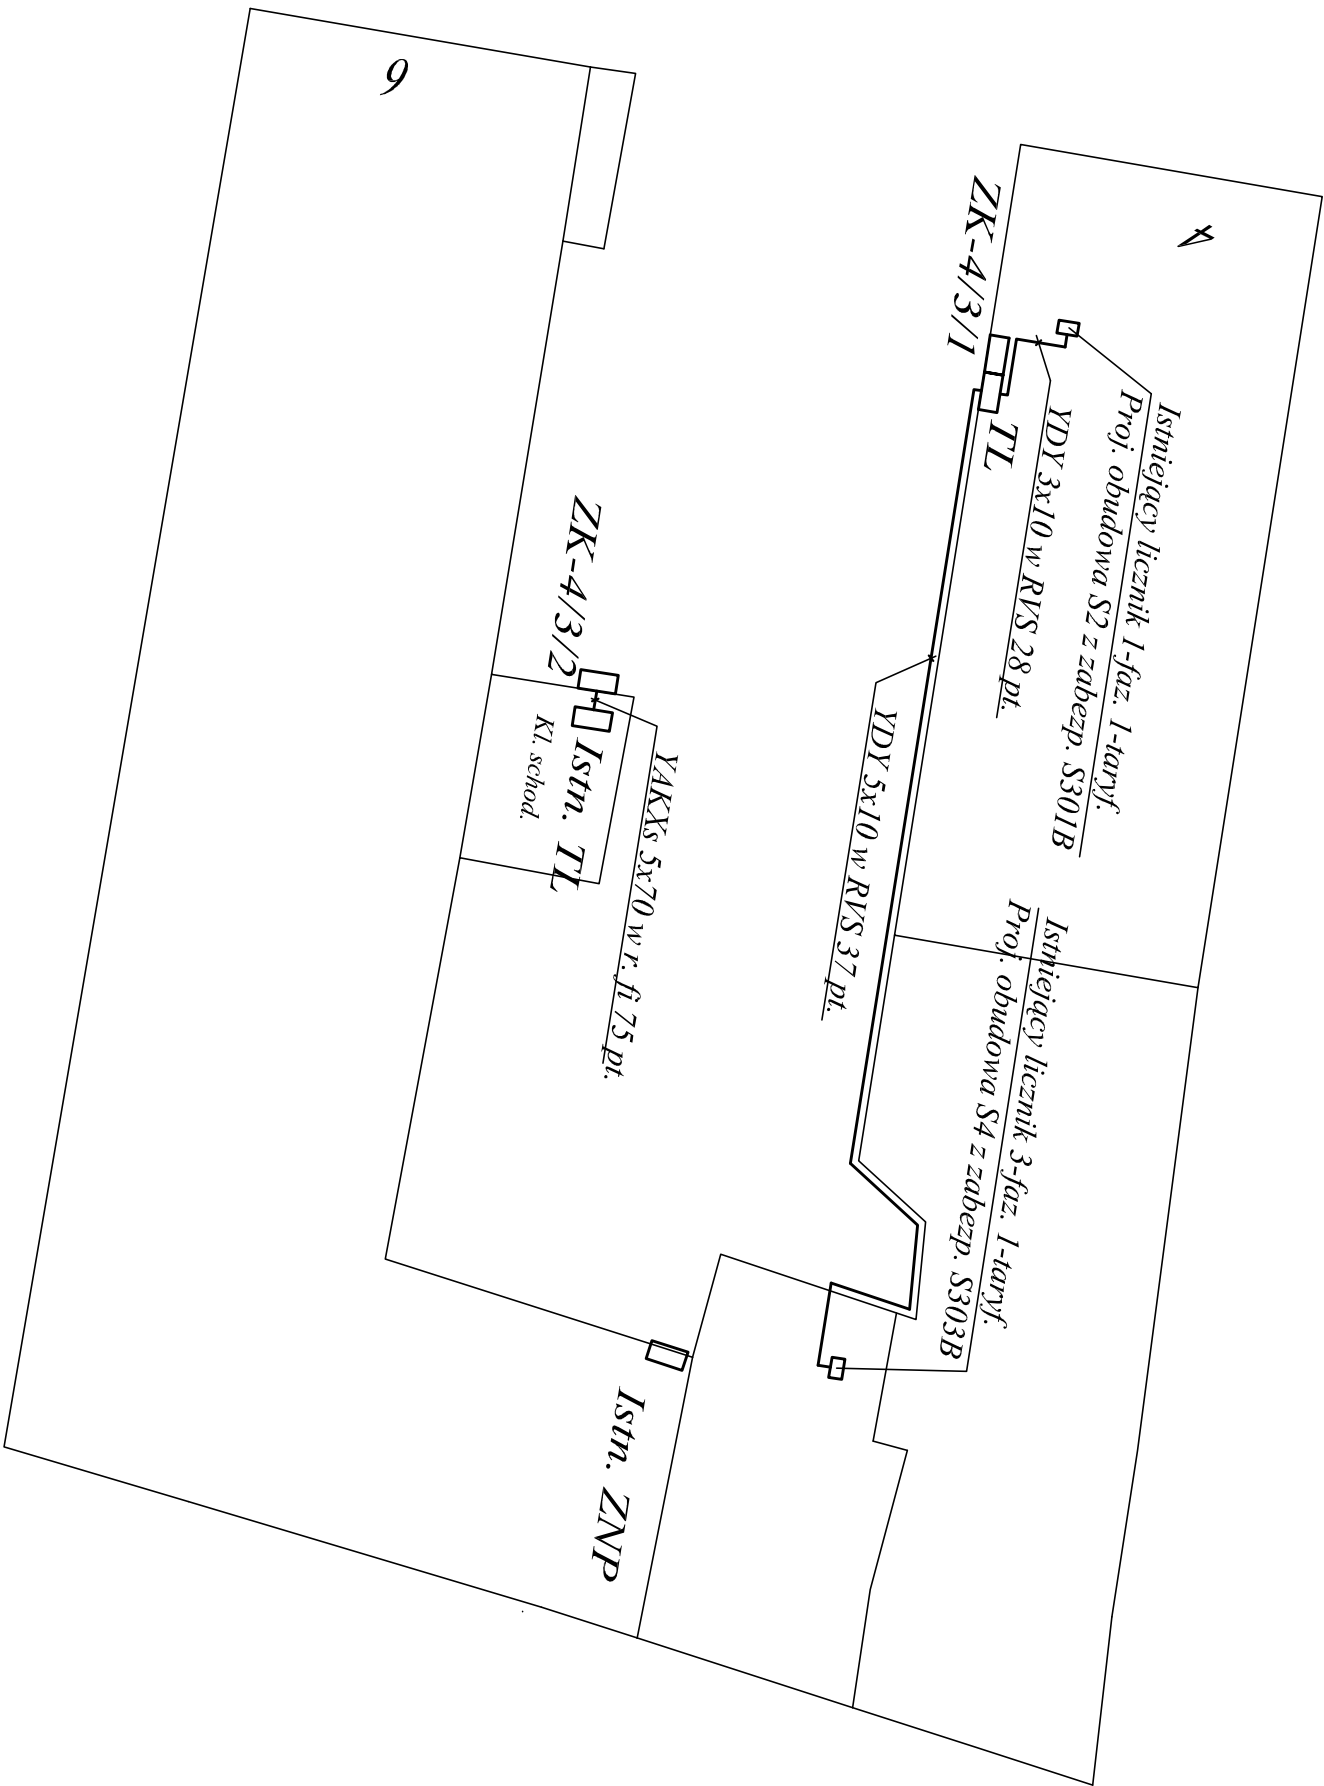 4
Istniejący licznik 1-faz. 1-taryf.
Proj. obudowa S2 z zabezp. S301B
YDY 3x10 w RVS 28 pt.
ZK-4/3/1
TL
Istniejący licznik 3-faz. 1-taryf.
Proj. obudowa S4 z zabezp. S303B
YDY 5x10 w RVS 37 pt.
YAKXs 5x70 w r. fi 75 pt.
ZK-4/3/2
Istn. TL
Kl. schod.
Istn. ZNP
6